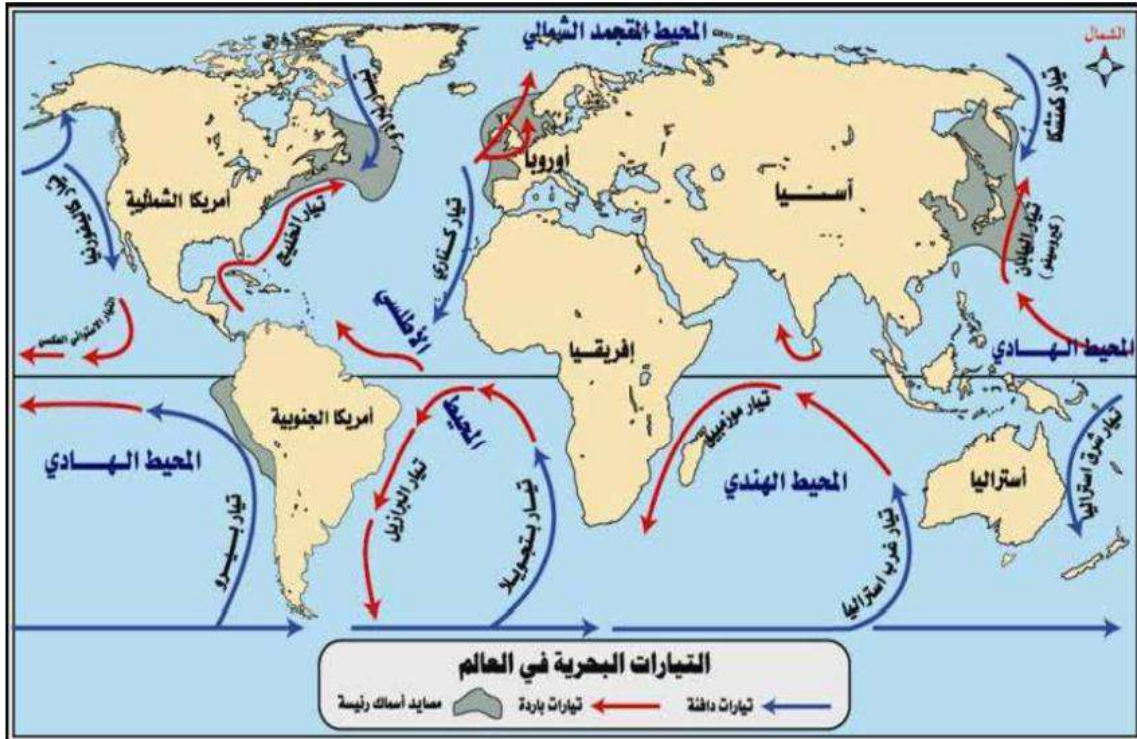 المحيط المتجمد الشمالي
الشمال
تيار لبرادور
تيار كمتشكا
أوروبا
آسـيا
أمريكا الشمالية
تيار كاليفورنيا
تيار الخليج
تيار كناري
تيار اليابان
(كيروسيفو)
التيار الاستوائي العكسي
الأطلسي
إفريقيا
المحيط الهادي
أمريكا الجنوبية
المحيط
تيار موزمبيق
تيار شرق استراليا
المحيط الهادي
تيار البرازيل
المحيط الهندي
أستراليا
تيار بيرو
تيار بنجويلا
تيار غرب استراليا
التيارات البحرية في العالم
تيارات دافئة
تيارات باردة
مصايد أسماك رئيسة